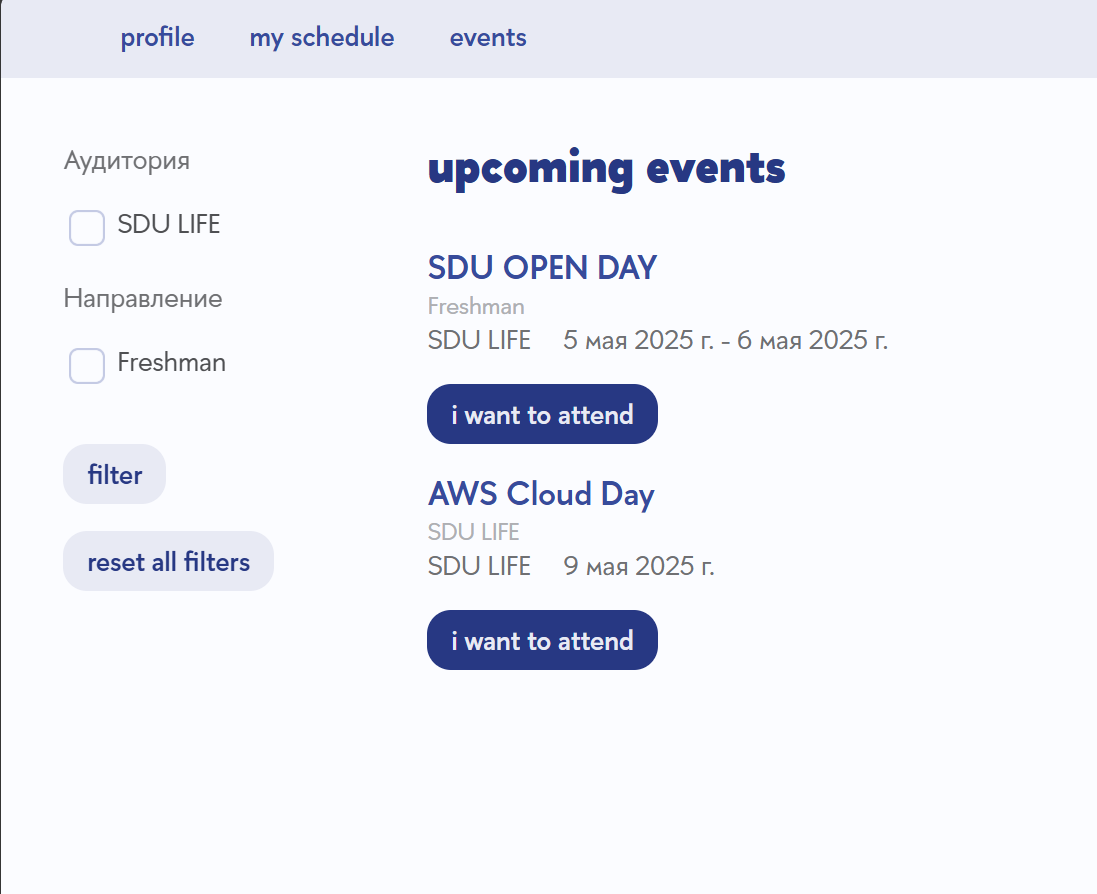 profile my schedule events
Аудитория
SDU LIFE
Направление
Freshman
filter
reset all filters
upcoming events
SDU OPEN DAY
Freshman
SDU LIFE 5 мая 2025 г. - 6 мая 2025 г.
i want to attend
AWS Cloud Day
SDU LIFE
SDU LIFE 9 мая 2025 г.
i want to attend